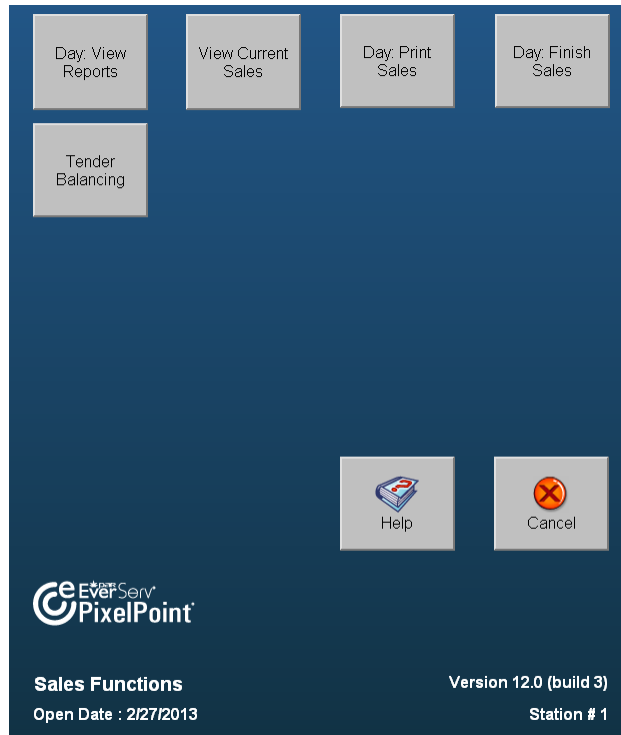 Day: View
Reports
View Current
Sales
Day: Print
Sales
Day: Finish
Sales
Tender
Balancing
Help
Cancel
par
EverServ
PixelPoint
Sales Functions
Version 12.0 (build 3)
Open Date : 2/27/2013
Station # 1